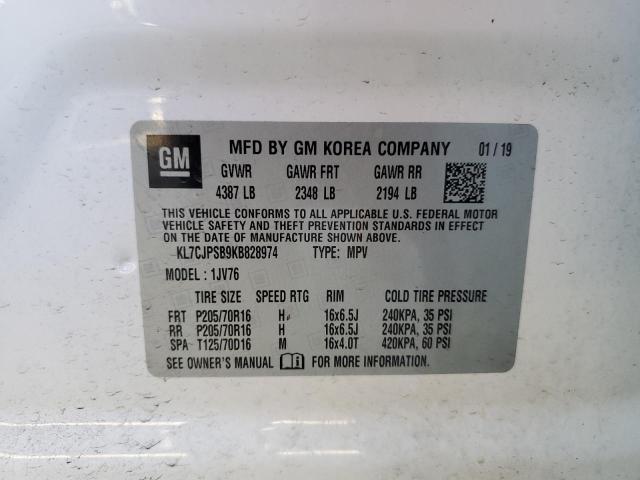 GM MFD BY GM KOREA COMPANY 01 / 19
GVWR GAWR FRT GAWR RR
4387 LB 2348 LB 2194 LB
THIS VEHICLE CONFORMS TO ALL APPLICABLE U.S. FEDERAL MOTOR
VEHICLE SAFETY AND THEFT PREVENTION STANDARDS IN EFFECT
ON THE DATE OF MANUFACTURE SHOWN ABOVE.
KL7CJPSB9KB828974 TYPE: MPV
MODEL : 1JV76
TIRE SIZE SPEED RTG RIM COLD TIRE PRESSURE
FRT P205/70R16 H 16x6.5J 240KPA, 35 PSI
RR P205/70R16 H 16x6.5J 240KPA, 35 PSI
SPA T125/70D16 M 16x4.0T 420KPA, 60 PSI
SEE OWNER'S MANUAL FOR MORE INFORMATION